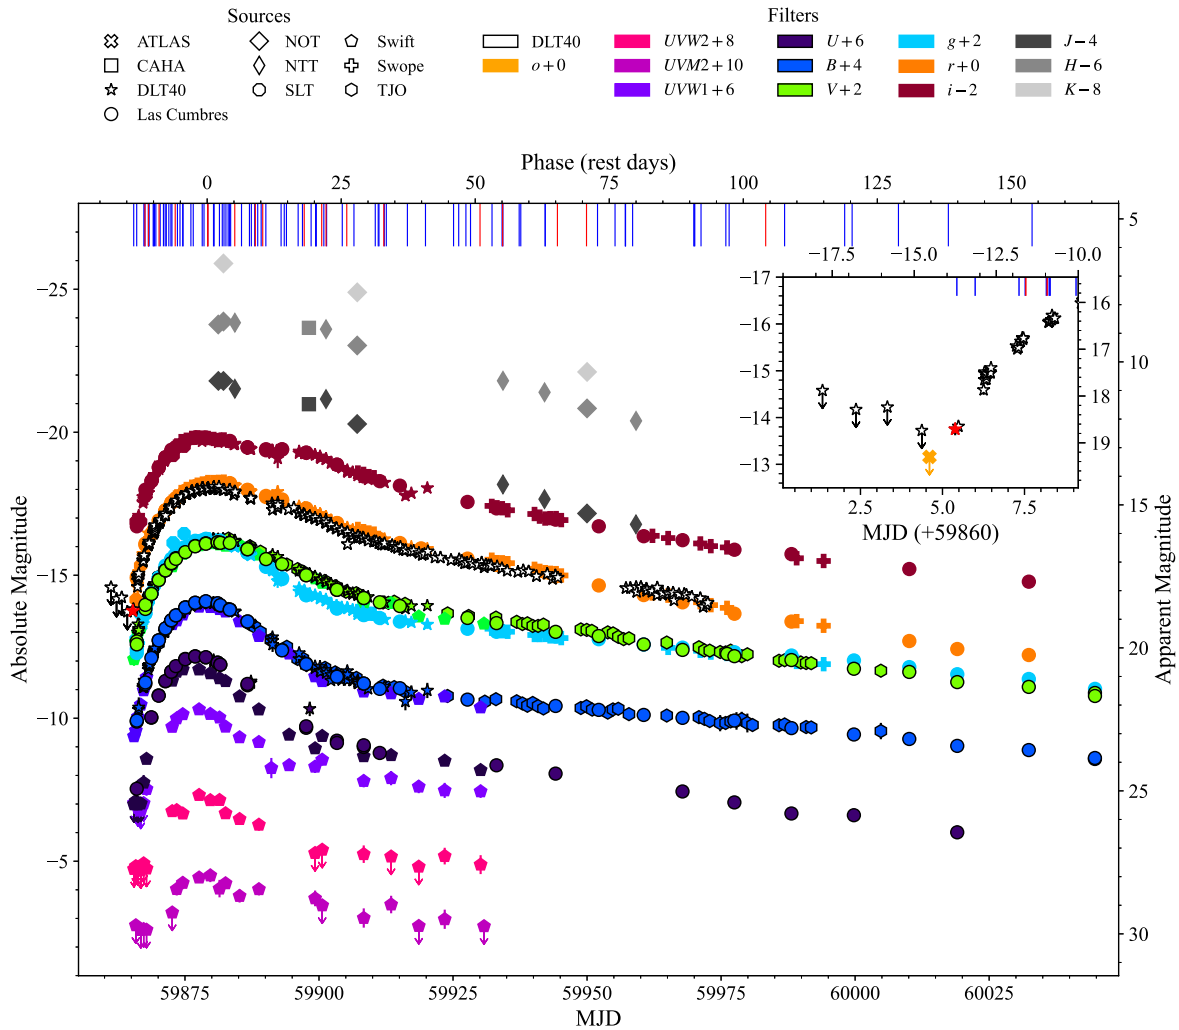 Sources
Filters
ATLAS
NOT
Swift
DLT40
UVW2+8
U+6
g+2
J−4
CAHA
NTT
Swope
o+0
UVM2+10
B+4
r+0
H−6
DLT40
SLT
TJO
UVW1+6
V+2
i−2
K−8
Las Cumbres
Phase (rest days)
0 25 50 75 100 125 150
5
−17.5 −15.0 −12.5 −10.0
−25
−17
16
−16
10
17
−15
18
−14
−20
19
−13
2.5 5.0 7.5
15
MJD (+59860)
Absolute Magnitude
Apparent Magnitude
−15
20
−10
25
−5
30
59875 59900 59925 59950 59975 60000 60025
MJD